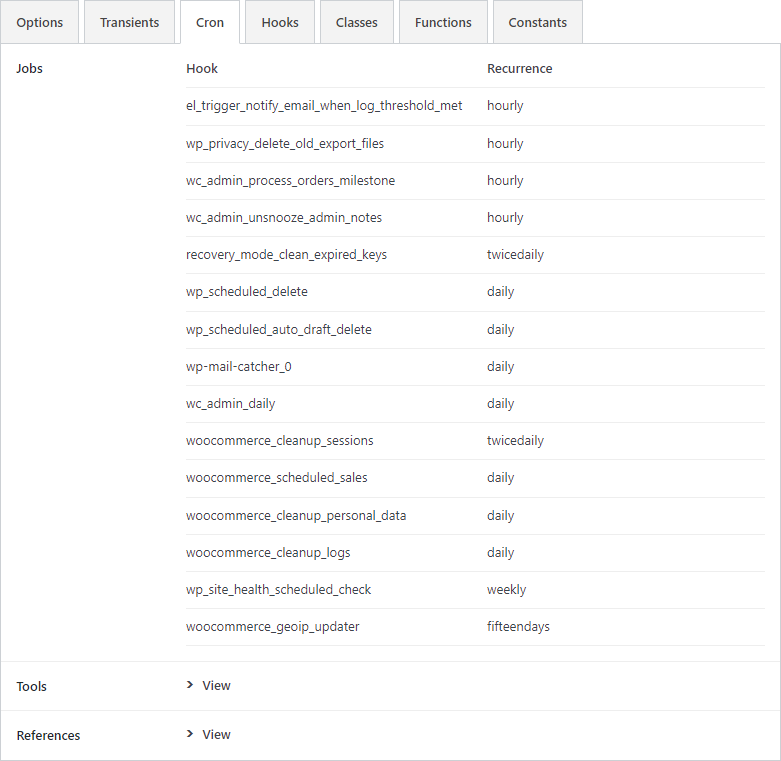 Options Transients Cron Hooks Classes Functions Constants
Jobs Hook Recurrence
el_trigger_notify_email_when_log_threshold_met hourly
wp_privacy_delete_old_export_files hourly
wc_admin_process_orders_milestone hourly
wc_admin_unsnooze_admin_notes hourly
recovery_mode_clean_expired_keys twicedaily
wp_scheduled_delete daily
wp_scheduled_auto_draft_delete daily
wp-mail-catcher_0 daily
wc_admin_daily daily
woocommerce_cleanup_sessions twicedaily
woocommerce_scheduled_sales daily
woocommerce_cleanup_personal_data daily
woocommerce_cleanup_logs daily
wp_site_health_scheduled_check weekly
woocommerce_geoip_updater fifteendays
Tools View
References View